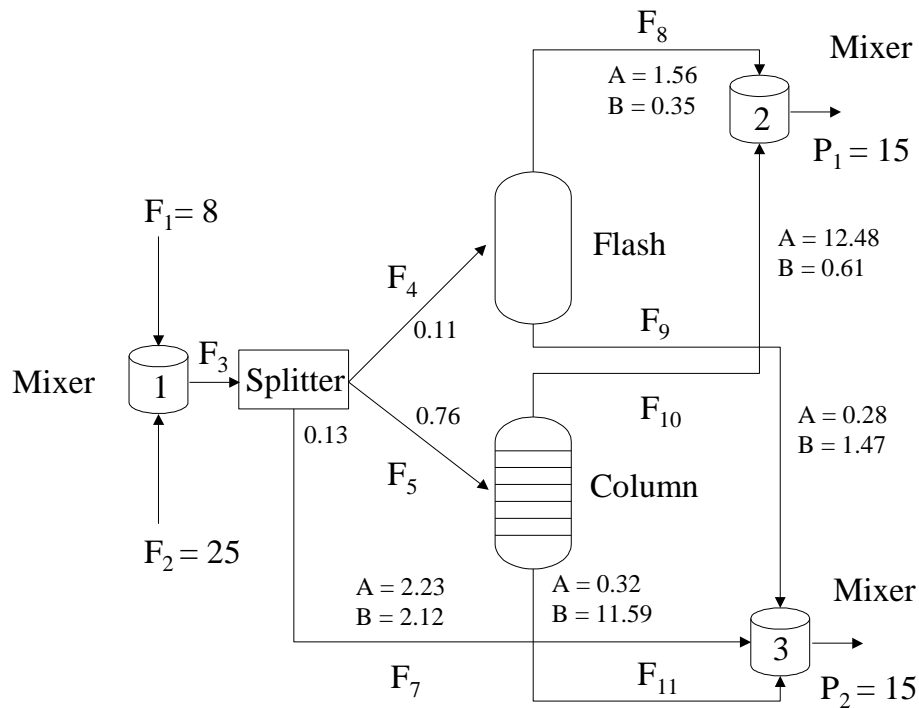 F8
Mixer
A = 1.56
B = 0.35
2
P1 = 15
F1= 8
A = 12.48
B = 0.61
Flash
F4
0.11
F9
F3
Mixer
1
Splitter
0.76
F10
0.13
A = 0.28
B = 1.47
F5
Column
F2 = 25
A = 2.23
B = 2.12
A = 0.32
B = 11.59
Mixer
3
F7
F11
P2 = 15